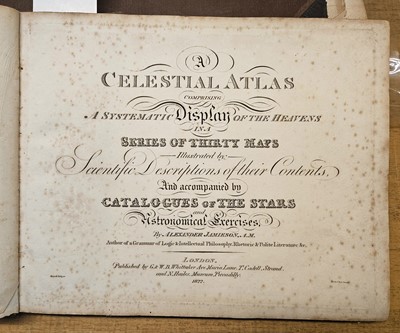 A
CELESTIAL ATLAS
COMPRISING
A SYSTEMATIC Display OF THE HEAVENS
IN A
SERIES OF THIRTY MAPS
Illustrated by
Scientific Descriptions of their Contents,
And accompanied by
CATALOGUES OF THE STARS
and
Astronomical Exercises,
By ALEXANDER JAMIESON, A.M.
Author of a Grammar of Logic & Intellectual Philosophy, Rhetoric & Polite Literature &c.
LONDON,
Published by G. & W. B. Whittaker Ave Maria Lane T. Cadell, Strand
and N. Hailes, Museum, Piccadilly.
1822.